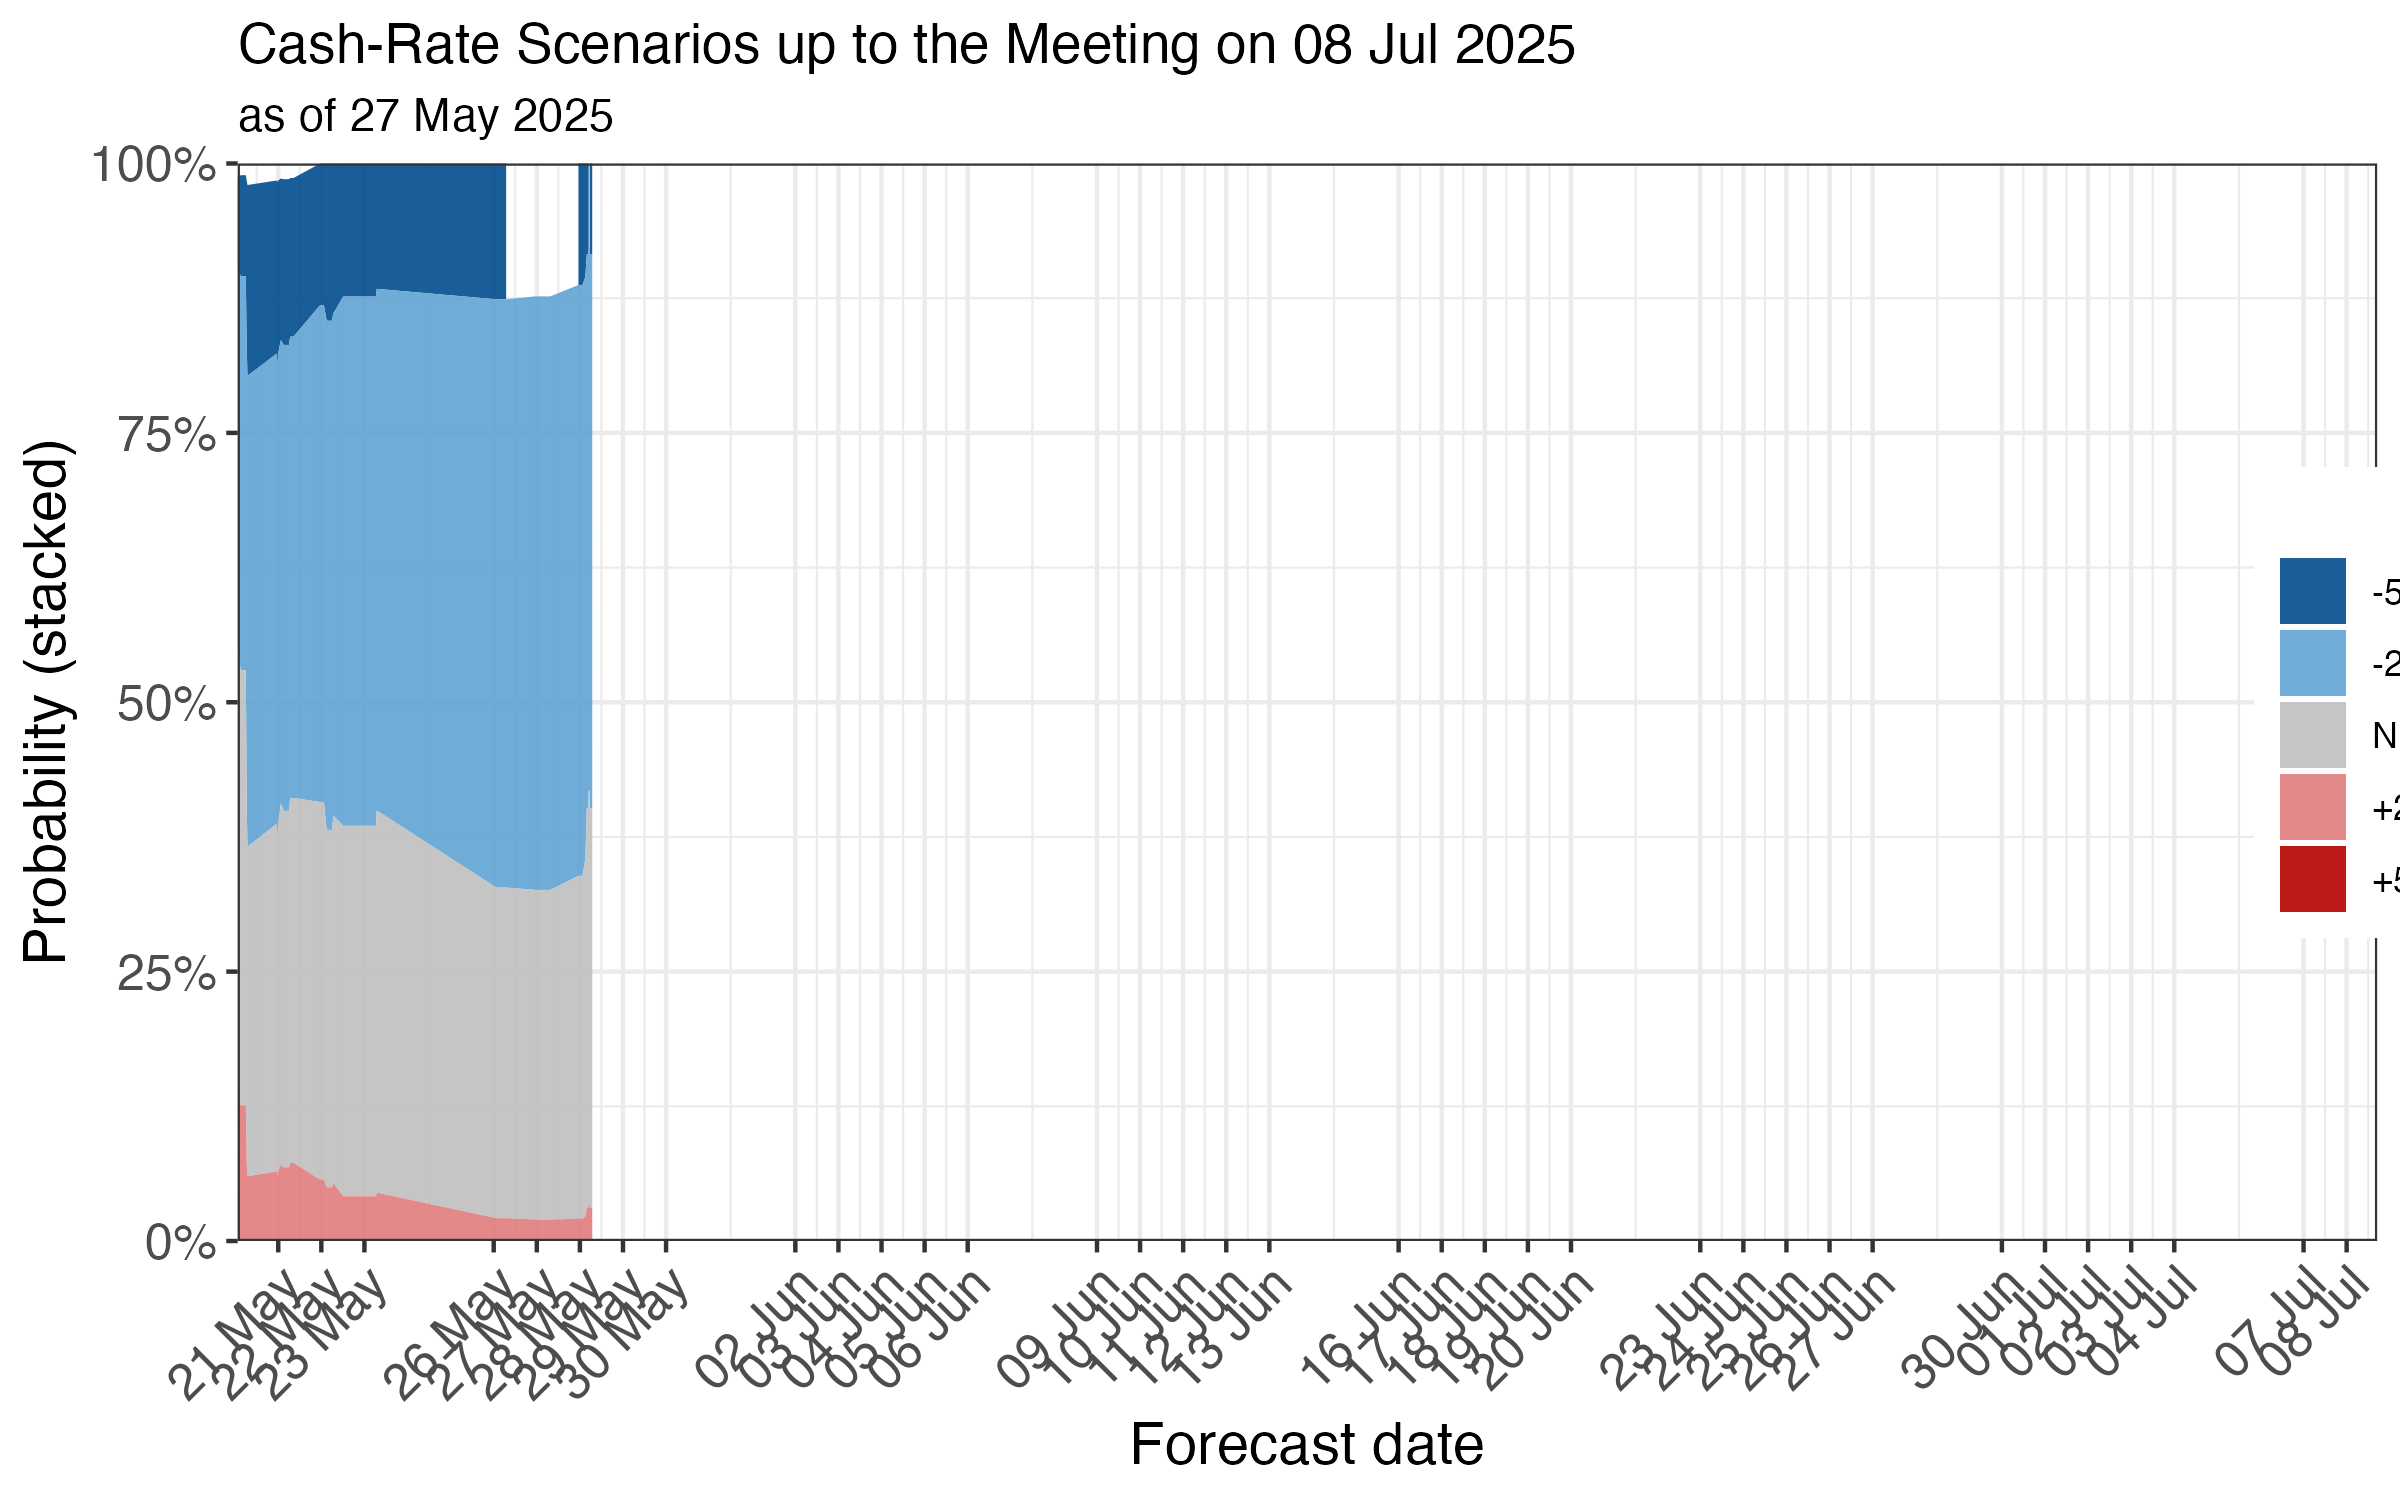 Cash-Rate Scenarios up to the Meeting on 08 Jul 2025
as of 27 May 2025
100%
75%
50%
25%
0%
Probability (stacked)
-5
-2
N
+2
+5
21 May
22 May
23 May
26 May
27 May
28 May
29 May
30 May
02 Jun
03 Jun
04 Jun
05 Jun
06 Jun
09 Jun
10 Jun
11 Jun
12 Jun
13 Jun
16 Jun
17 Jun
18 Jun
19 Jun
20 Jun
23 Jun
24 Jun
25 Jun
26 Jun
27 Jun
30 Jun
01 Jul
02 Jul
03 Jul
04 Jul
07 Jul
08 Jul
Forecast date